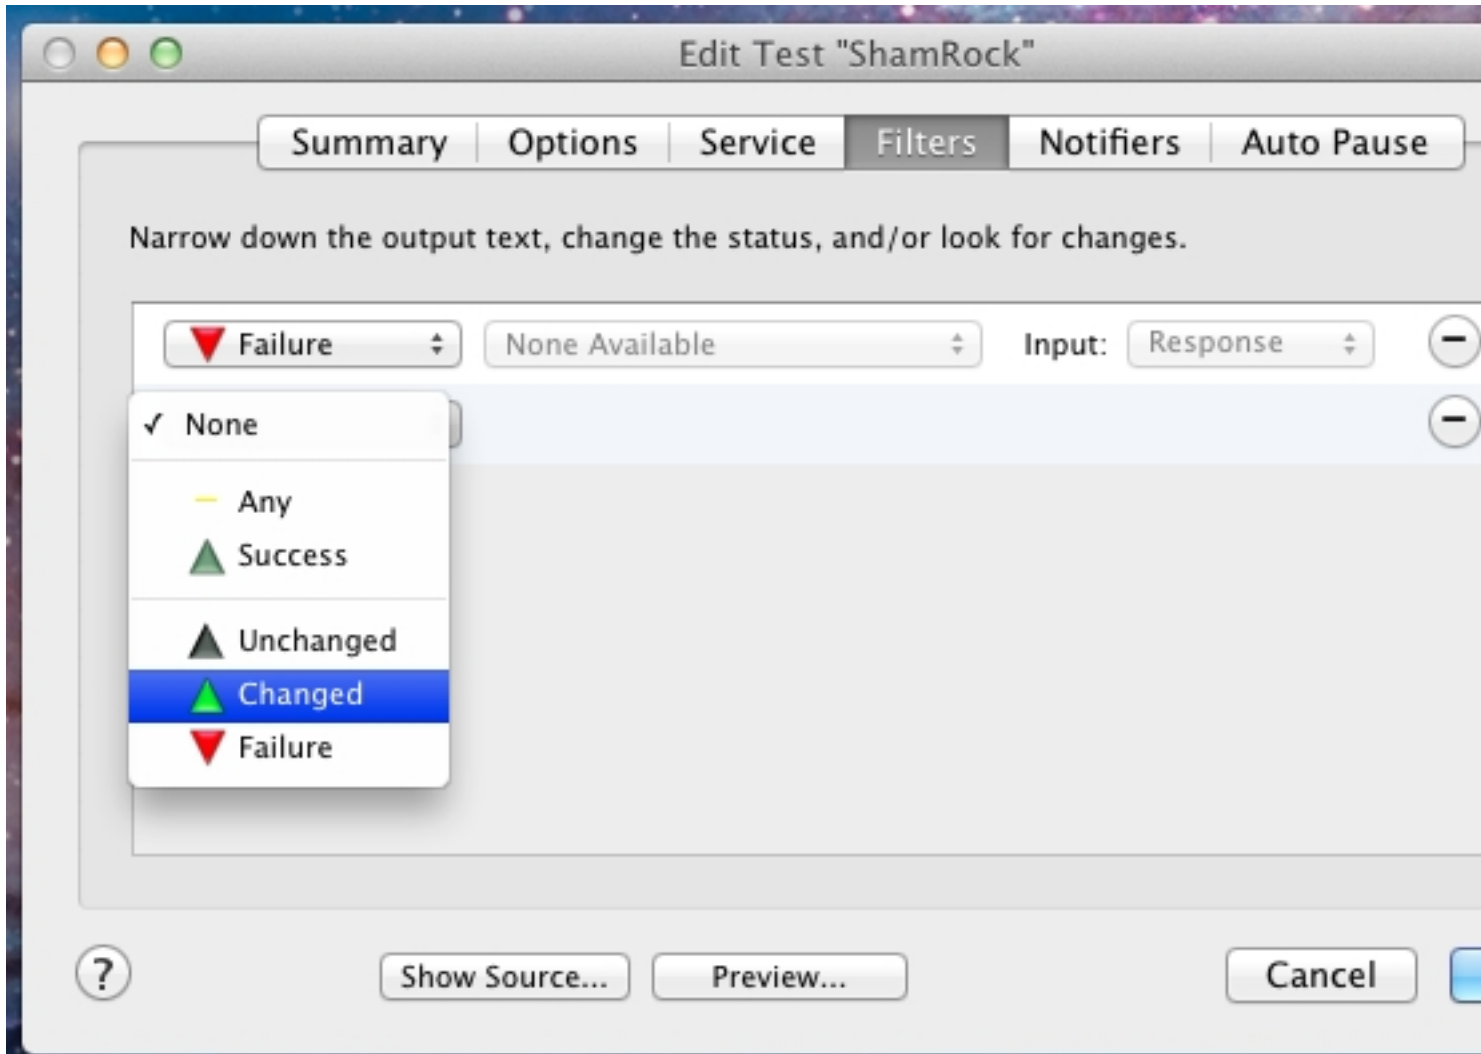 Edit Test "ShamRock"
Summary Options Service Filters Notifiers Auto Pause
Narrow down the output text, change the status, and/or look for changes.
Failure None Available Input: Response
✓ None
Any
Success
Unchanged
Changed
Failure
? Show Source... Preview... Cancel